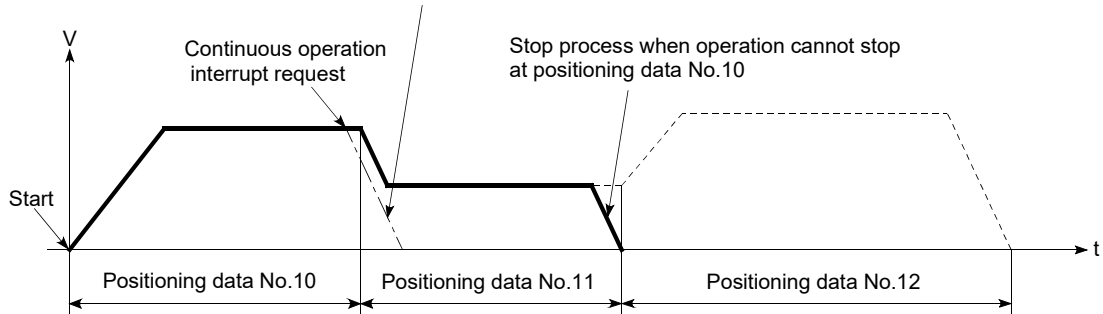 V
Continuous operation
interrupt request
Stop process when operation cannot stop
at positioning data No.10
Start
t
Positioning data No.10
Positioning data No.11
Positioning data No.12